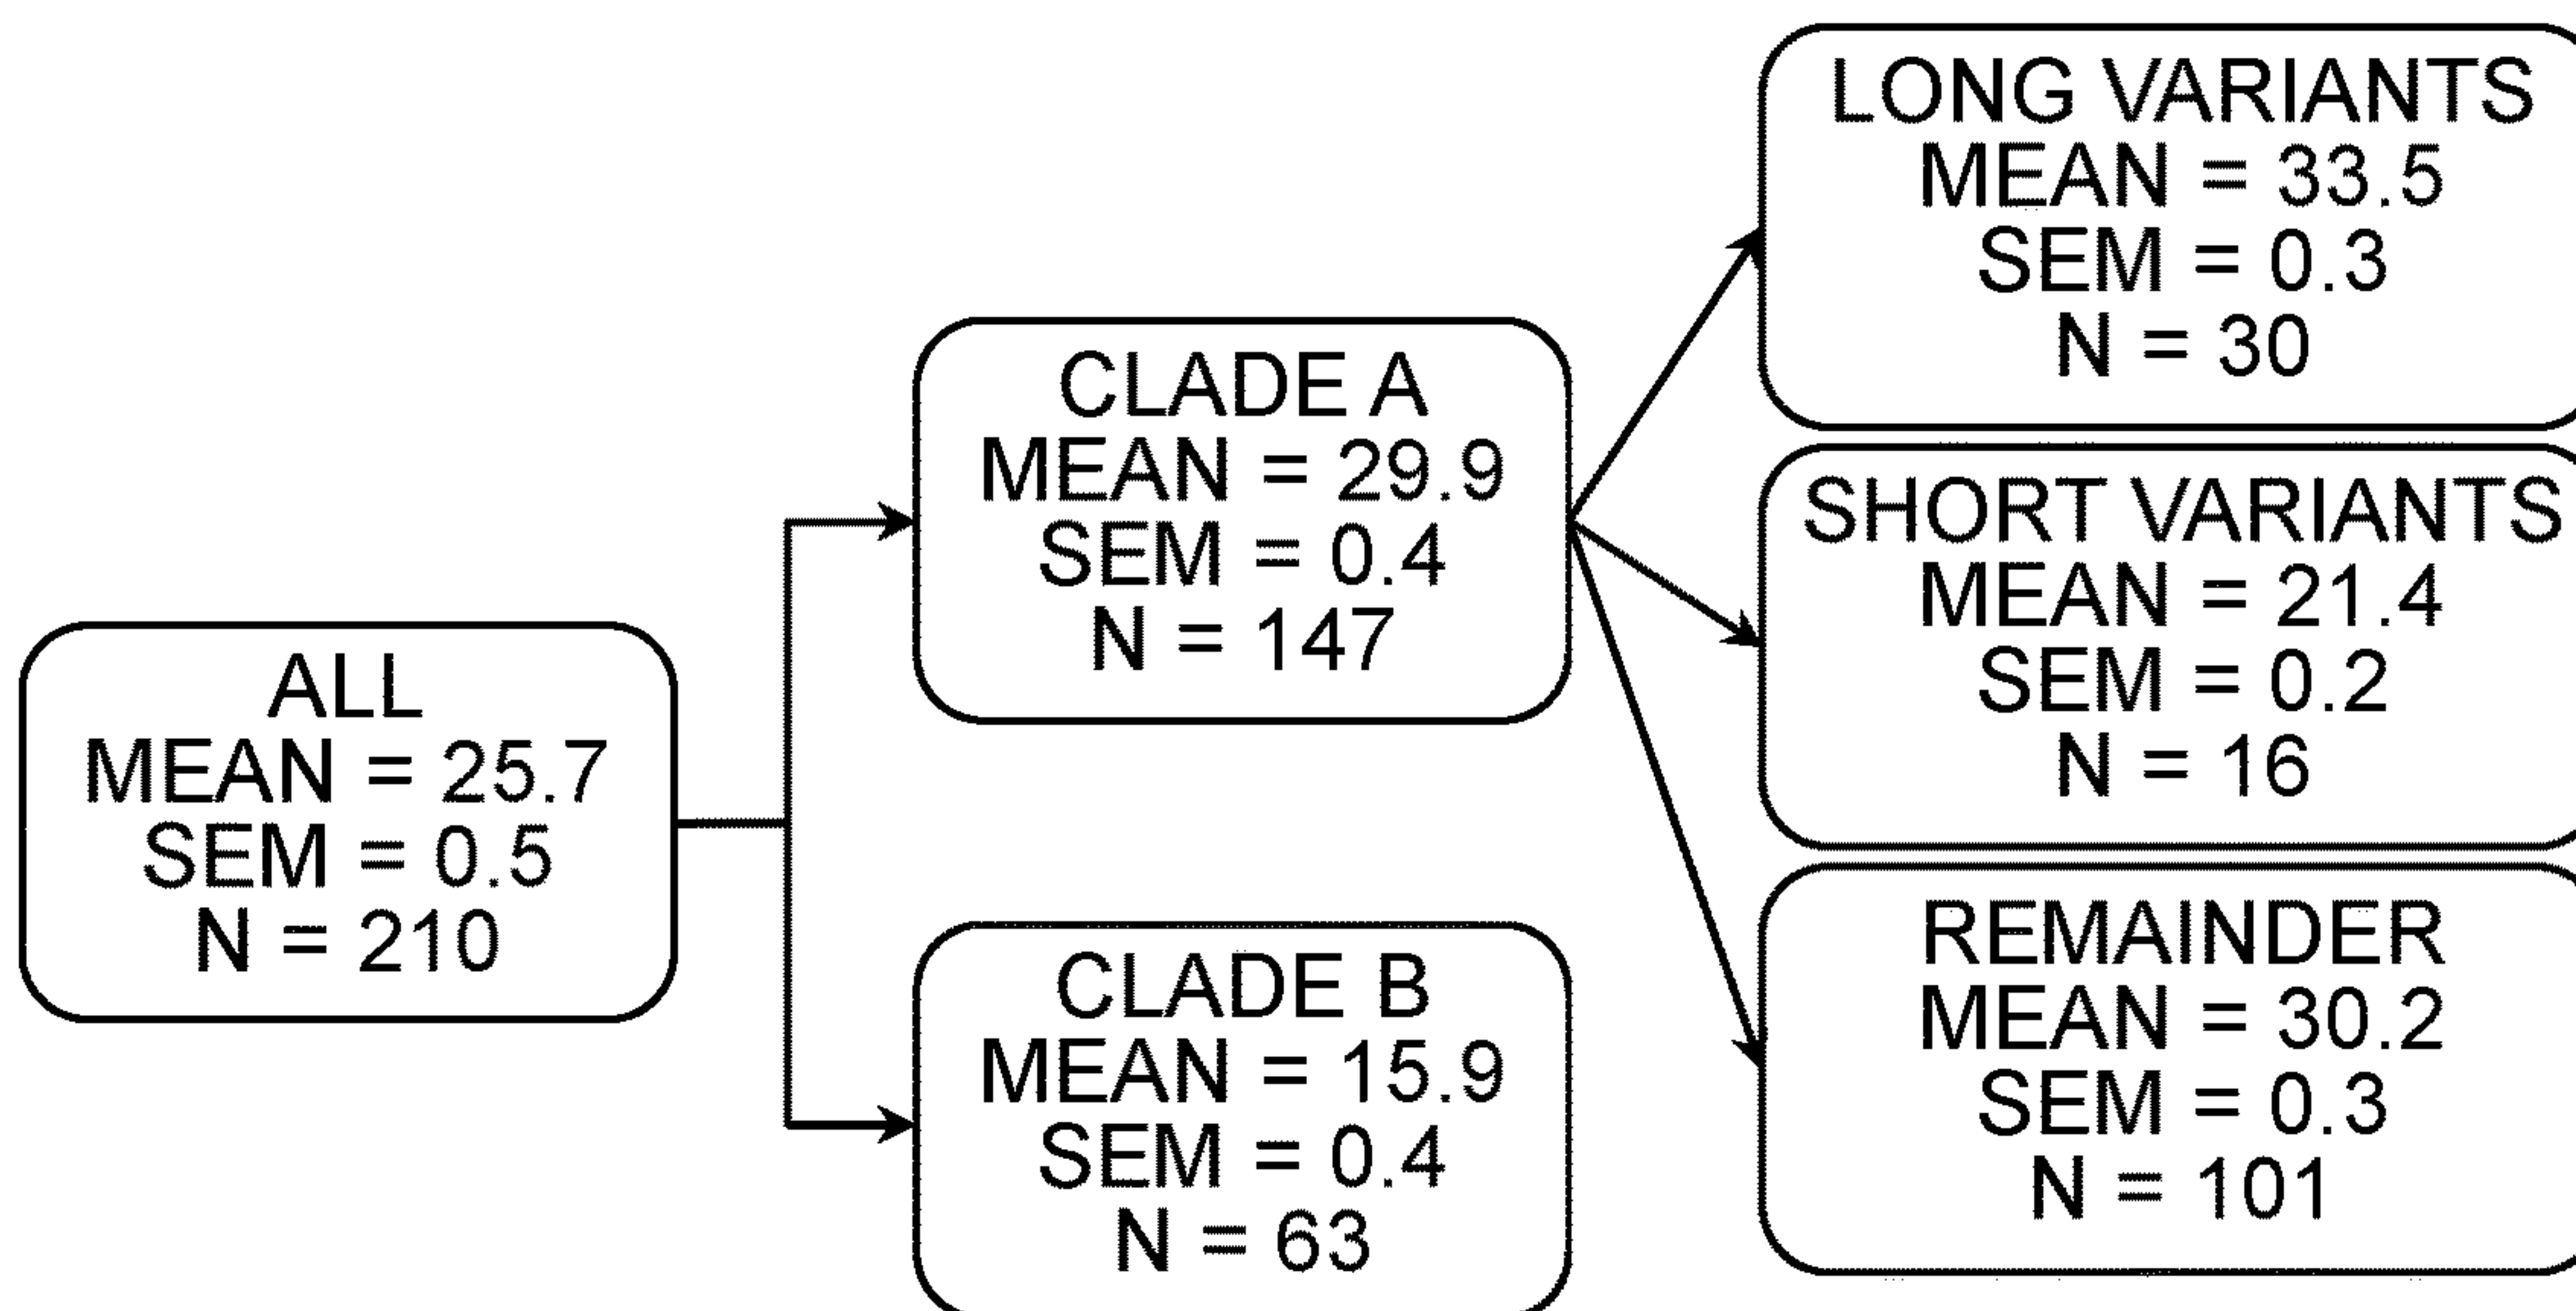 ALL
MEAN = 25.7
SEM = 0.5
N = 210
CLADE A
MEAN = 29.9
SEM = 0.4
N = 147
CLADE B
MEAN = 15.9
SEM = 0.4
N = 63
LONG VARIANTS
MEAN = 33.5
SEM = 0.3
N = 30
SHORT VARIANTS
MEAN = 21.4
SEM = 0.2
N = 16
REMAINDER
MEAN = 30.2
SEM = 0.3
N = 101